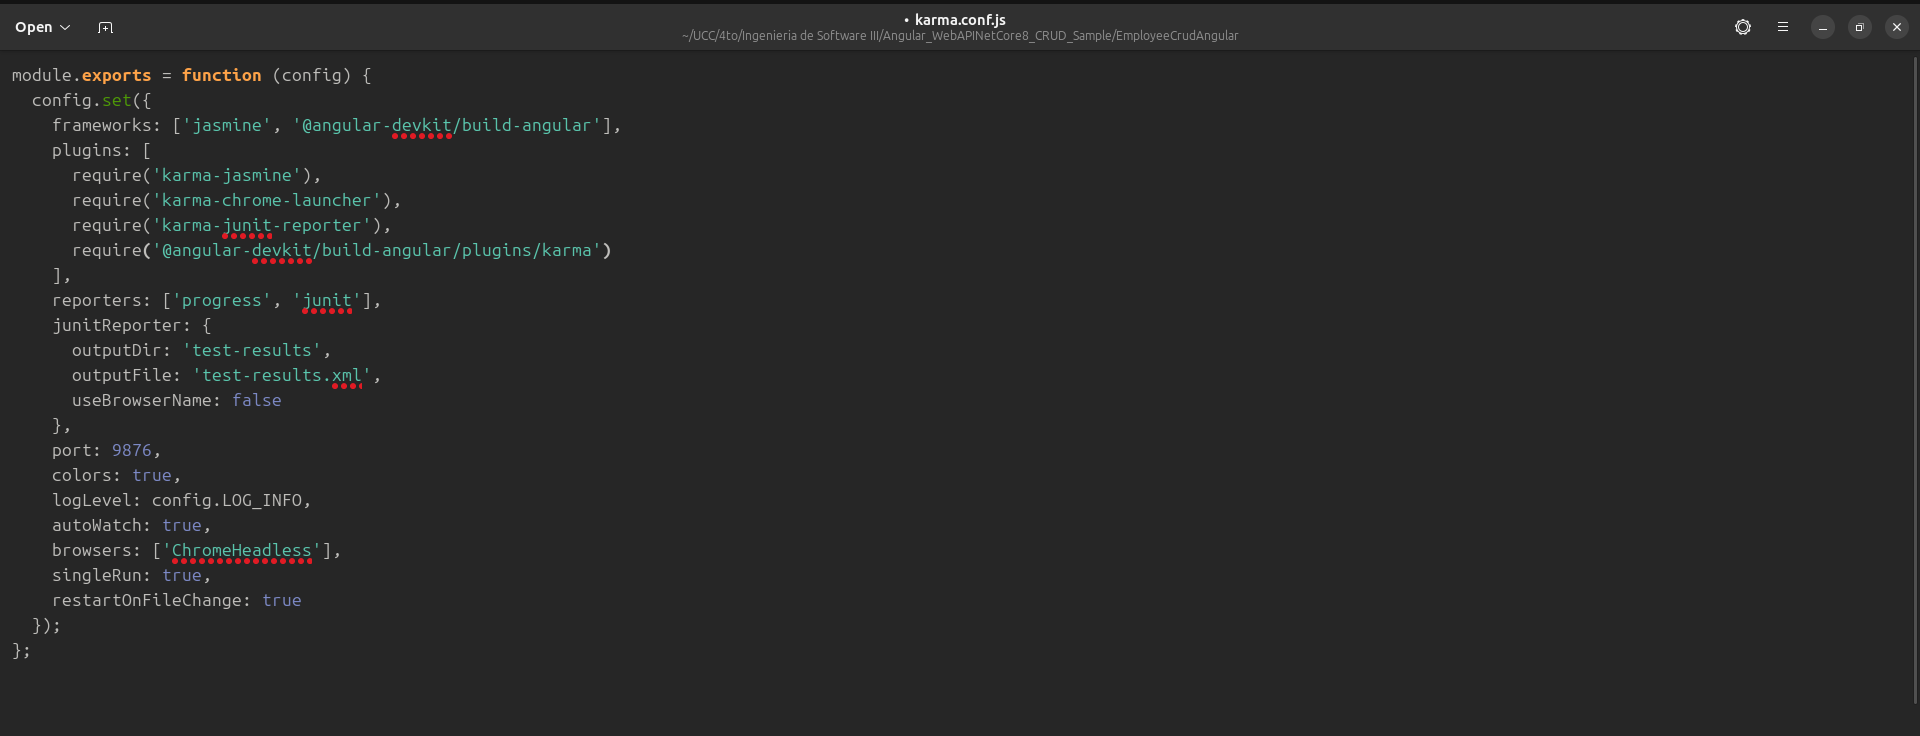 Open
• karma.conf.js
~/UCC/4to/Ingenieria de Software III/Angular_WebAPINetCore8_CRUD_Sample/EmployeeCrudAngular
module.exports = function (config) {
  config.set({
    frameworks: ['jasmine', '@angular-devkit/build-angular'],
    plugins: [
      require('karma-jasmine'),
      require('karma-chrome-launcher'),
      require('karma-junit-reporter'),
      require('@angular-devkit/build-angular/plugins/karma')
    ],
    reporters: ['progress', 'junit'],
    junitReporter: {
      outputDir: 'test-results',
      outputFile: 'test-results.xml',
      useBrowserName: false
    },
    port: 9876,
    colors: true,
    logLevel: config.LOG_INFO,
    autoWatch: true,
    browsers: ['ChromeHeadless'],
    singleRun: true,
    restartOnFileChange: true
  });
};